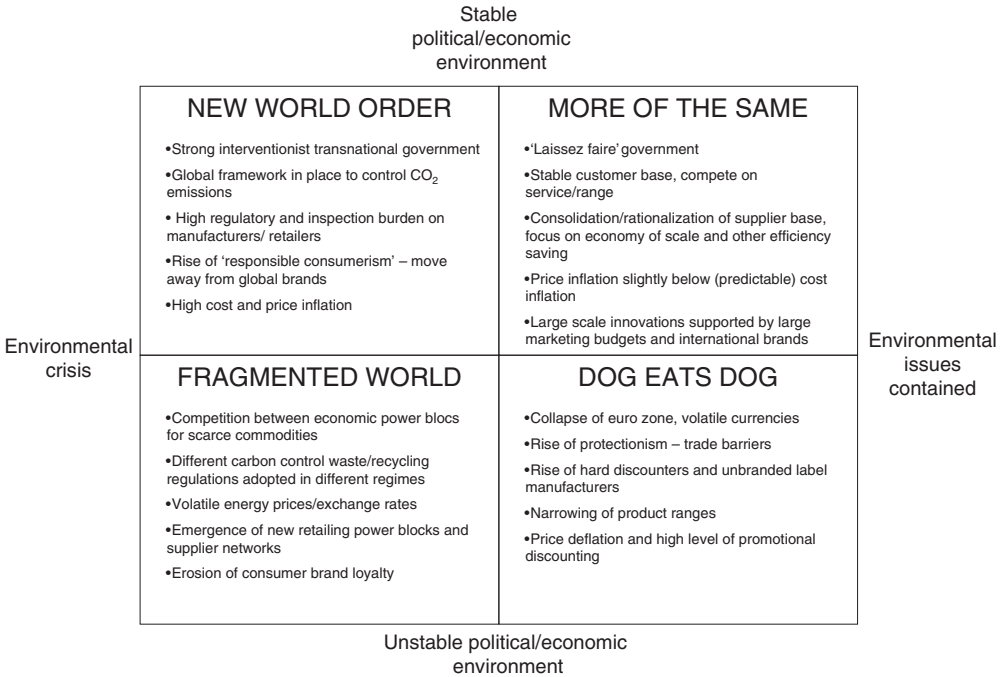 Stable
political/economic
environment
NEW WORLD ORDER
•Strong interventionist transnational government
•Global framework in place to control CO₂
emissions
• High regulatory and inspection burden on
manufacturers/ retailers
•Rise of ‘responsible consumerism’ – move
away from global brands
•High cost and price inflation
MORE OF THE SAME
•‘Laissez faire’ government
•Stable customer base, compete on
service/range
•Consolidation/rationalization of supplier base,
focus on economy of scale and other efficiency
saving
•Price inflation slightly below (predictable) cost
inflation
•Large scale innovations supported by large
marketing budgets and international brands
Environmental
crisis
Environmental
issues
contained
FRAGMENTED WORLD
•Competition between economic power blocs
for scarce commodities
•Different carbon control waste/recycling
regulations adopted in different regimes
•Volatile energy prices/exchange rates
•Emergence of new retailing power blocks and
supplier networks
•Erosion of consumer brand loyalty
DOG EATS DOG
•Collapse of euro zone, volatile currencies
•Rise of protectionism – trade barriers
•Rise of hard discounters and unbranded label
manufacturers
•Narrowing of product ranges
•Price deflation and high level of promotional
discounting
Unstable political/economic
environment